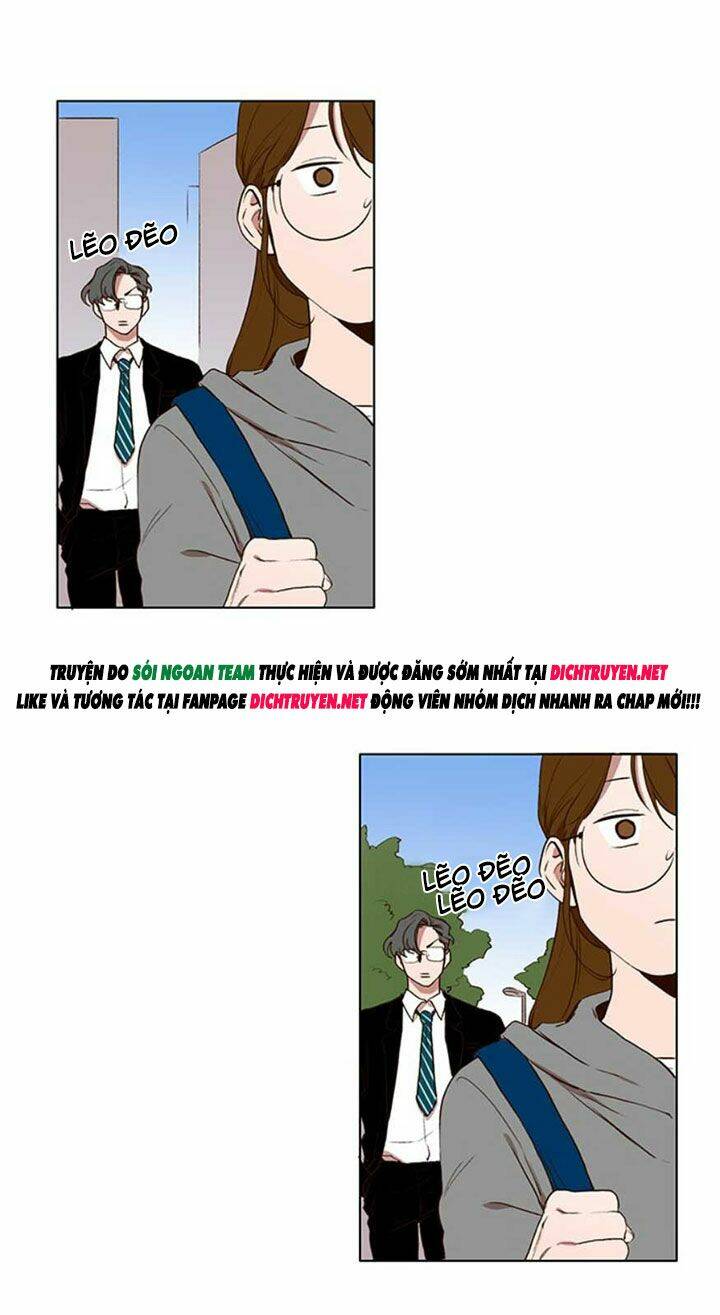 LẼO ĐẼO
TRUYỆN DO SÓI NGOAN TEAM THỰC HIỆN VÀ ĐƯỢC ĐĂNG SỚM NHẤT TẠI DICHTRUYEN.NET
LIKE VÀ TƯƠNG TÁC TẠI FANPAGE DICHTRUYEN.NET ĐỘNG VIÊN NHÓM DỊCH NHANH RA CHAP MỚI!!!
LẼO ĐẼO
LẼO ĐẼO